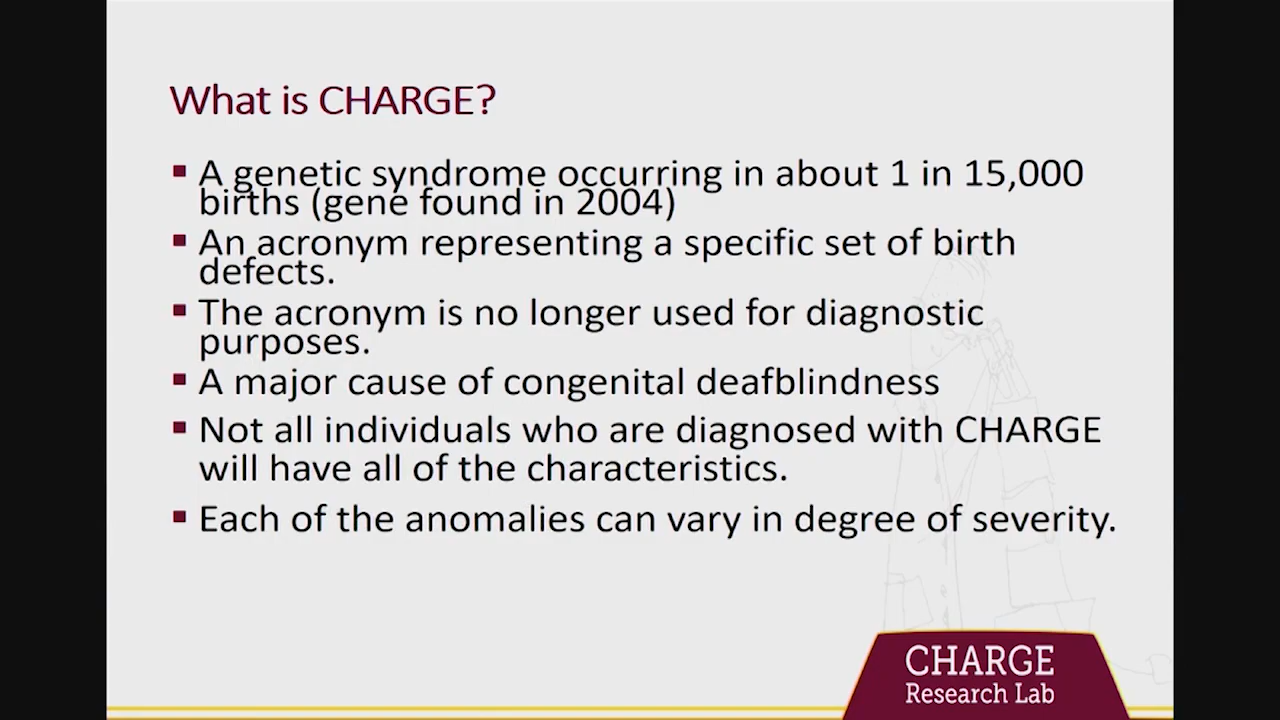 What is CHARGE?
▪ A genetic syndrome occurring in about 1 in 15,000
births (gene found in 2004)
▪ An acronym representing a specific set of birth
defects.
▪ The acronym is no longer used for diagnostic
purposes.
▪ A major cause of congenital deafblindness
▪ Not all individuals who are diagnosed with CHARGE
will have all of the characteristics.
▪ Each of the anomalies can vary in degree of severity.
CHARGE
Research Lab